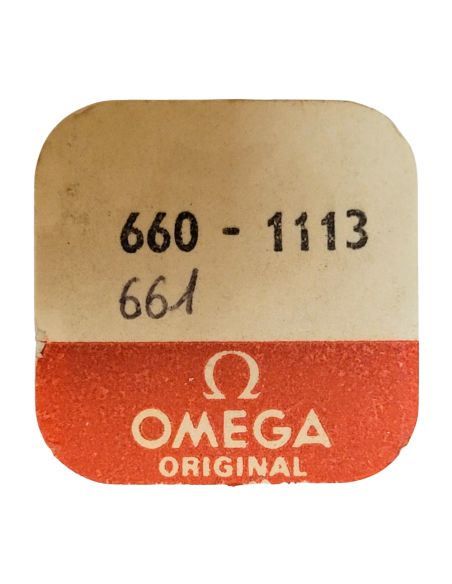 660 - 1113
661
Ω
OMEGA
ORIGINAL